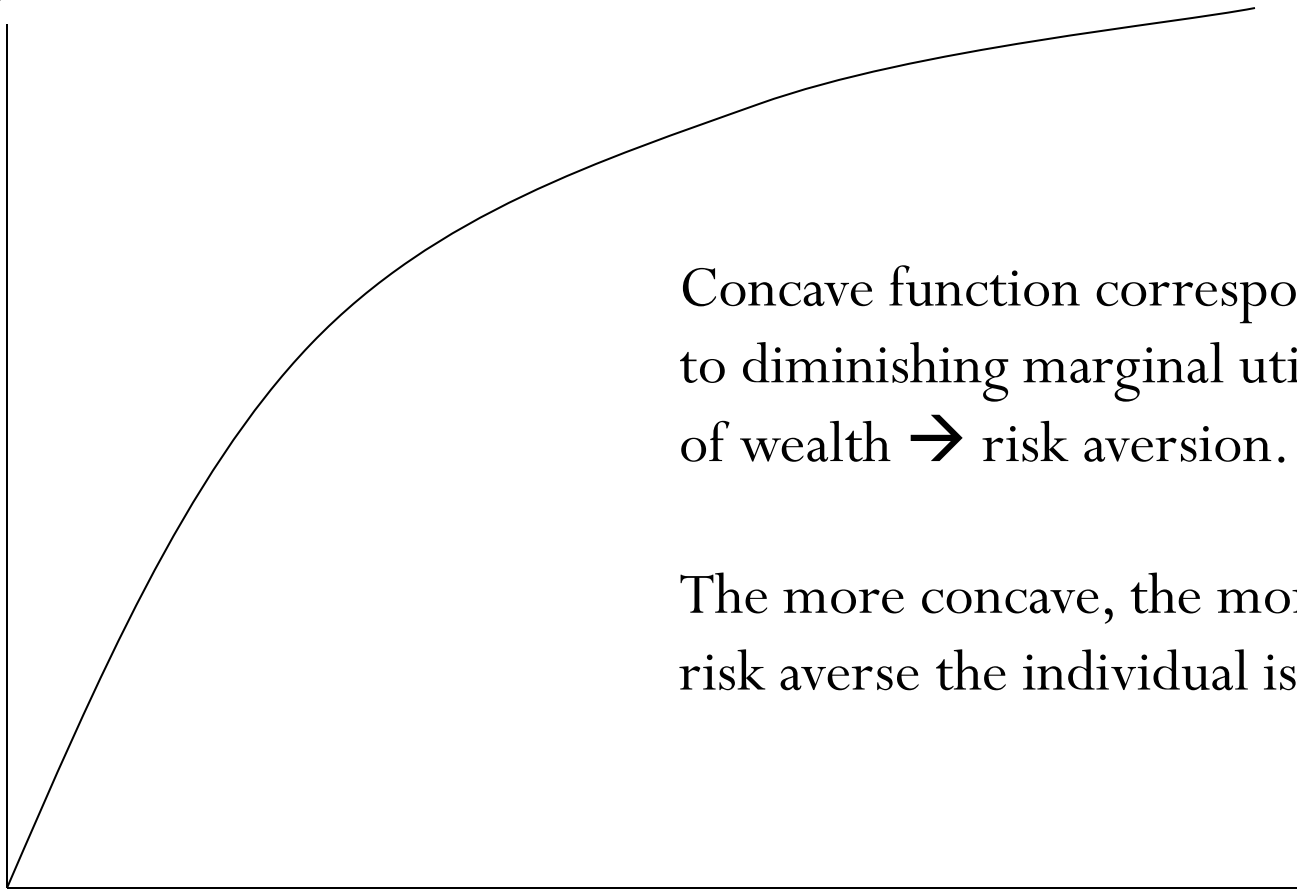 Concave function correspo
to diminishing marginal uti
of wealth → risk aversion.
The more concave, the mor
risk averse the individual is